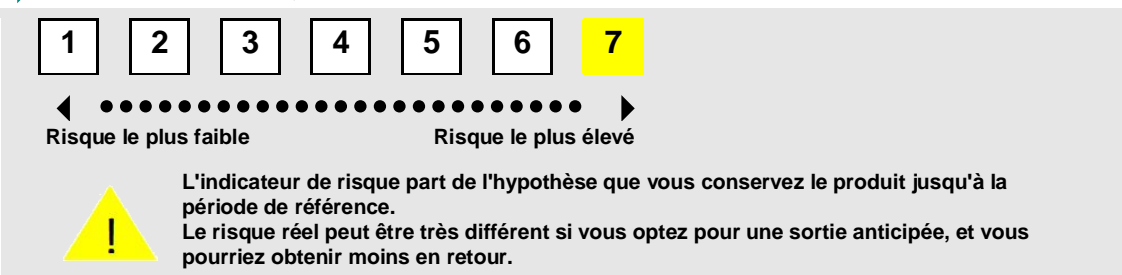 1 2 3 4 5 6 7
Risque le plus faible Risque le plus élevé
L'indicateur de risque part de l'hypothèse que vous conservez le produit jusqu'à la
période de référence.
! Le risque réel peut être très différent si vous optez pour une sortie anticipée, et vous
pourriez obtenir moins en retour.